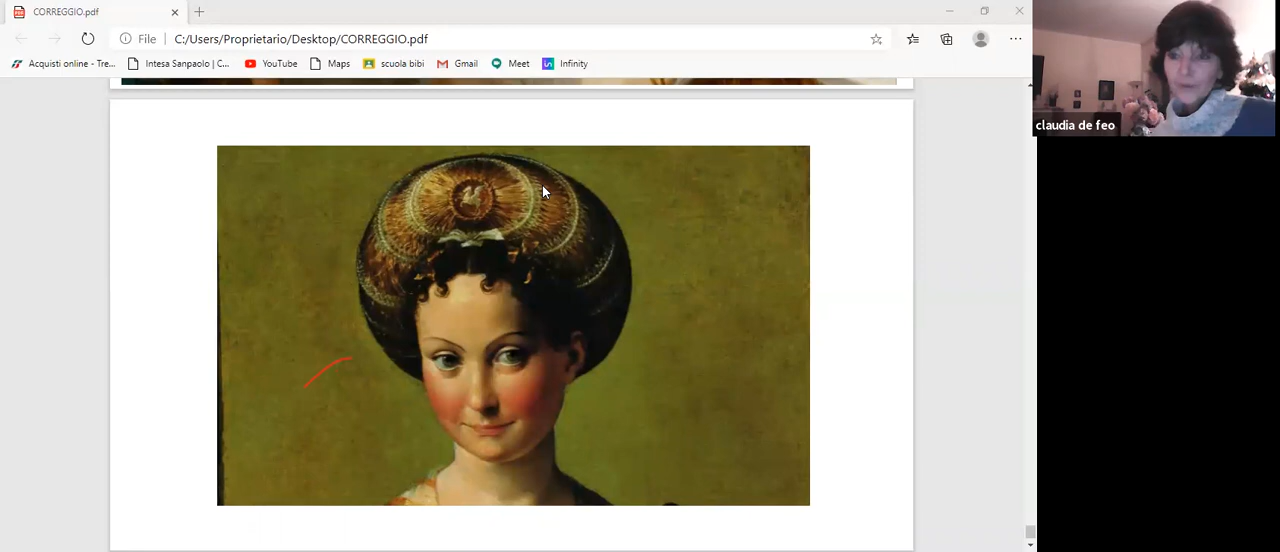 CORREGGIO.pdf
File C:/Users/Proprietario/Desktop/CORREGGIO.pdf
Acquisti online - Tre... Intesa Sanpaolo | C... YouTube Maps scuola bibi Gmail Meet Infinity
claudia de feo